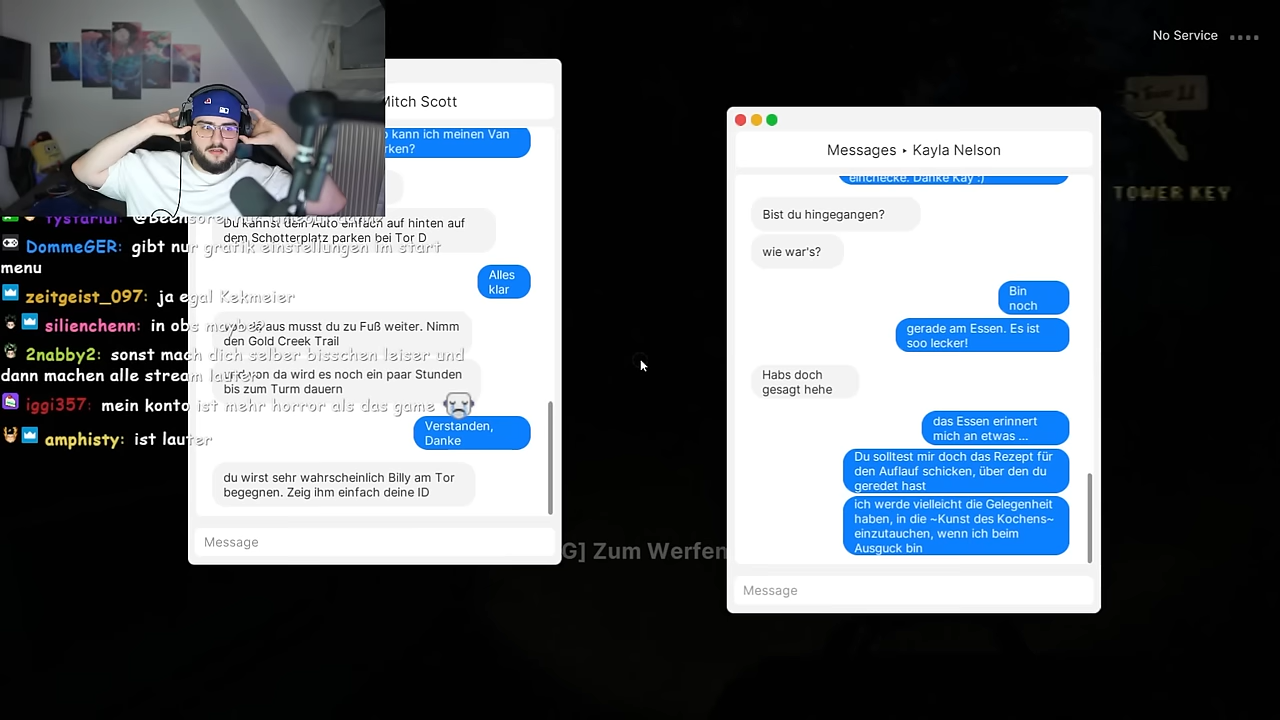 No Service
Mitch Scott
kann ich meinen Van
Du kannst dein Auto einfach auf hinten auf
dem Schotterplatz parken bei Tor D
Alles
klar
aus musst du zu Fuß weiter. Nimm
den Gold Creek Trail
von da wird es noch ein paar Stunden
bis zum Turm dauern
Verstanden,
Danke
du wirst sehr wahrscheinlich Billy am Tor
begegnen. Zeig ihm einfach deine ID
Message
DommeGER: gibt nur grafik einstellungen im start
menu
zeitgeist_097: ja egal Kekmeier
silienchenn: in obs maybe?
2nabby2: sonst mach dich selber bisschen leiser und
dann machen alle stream lauter
iggi357: mein konto ist mehr horror als das game
amphisty: ist lauter
G] Zum Werfen
Messages ▸ Kayla Nelson
einchecke. Danke Kay :)
Bist du hingegangen?
wie war's?
Bin
noch
gerade am Essen. Es ist
soo lecker!
Habs doch
gesagt hehe
das Essen erinnert
mich an etwas ...
Du solltest mir doch das Rezept für
den Auflauf schicken, über den du
geredet hast
ich werde vielleicht die Gelegenheit
haben, in die ~Kunst des Kochens~
einzutauchen, wenn ich beim
Ausguck bin
Message
TOWER KEY